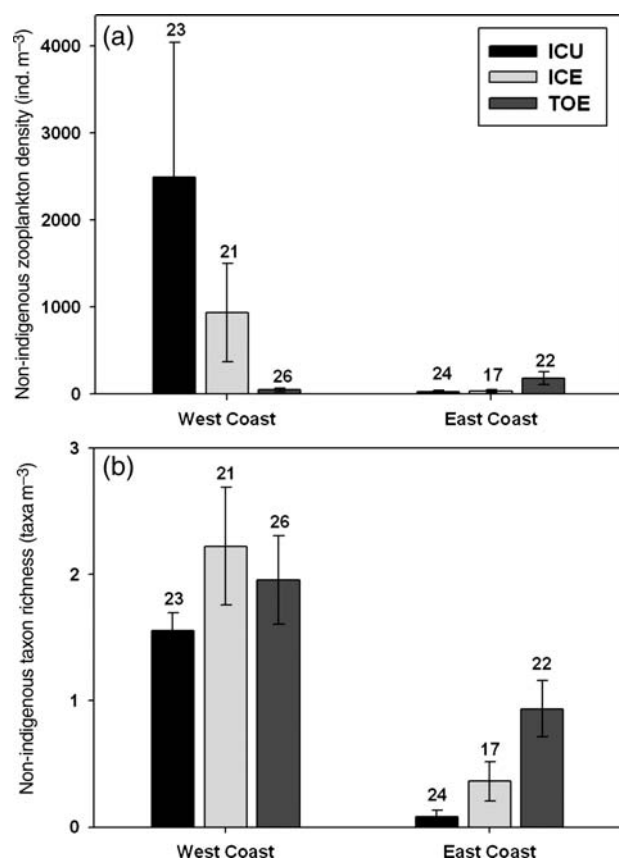 (a)
Non-indigenous zooplankton density (ind. m⁻³)
4000
3000
2000
1000
0
23
21
26
24
17
22
ICU
ICE
TOE
West Coast
East Coast
(b)
Non-indigenous taxon richness (taxa m⁻³)
3
2
1
0
23
21
26
24
17
22
West Coast
East Coast